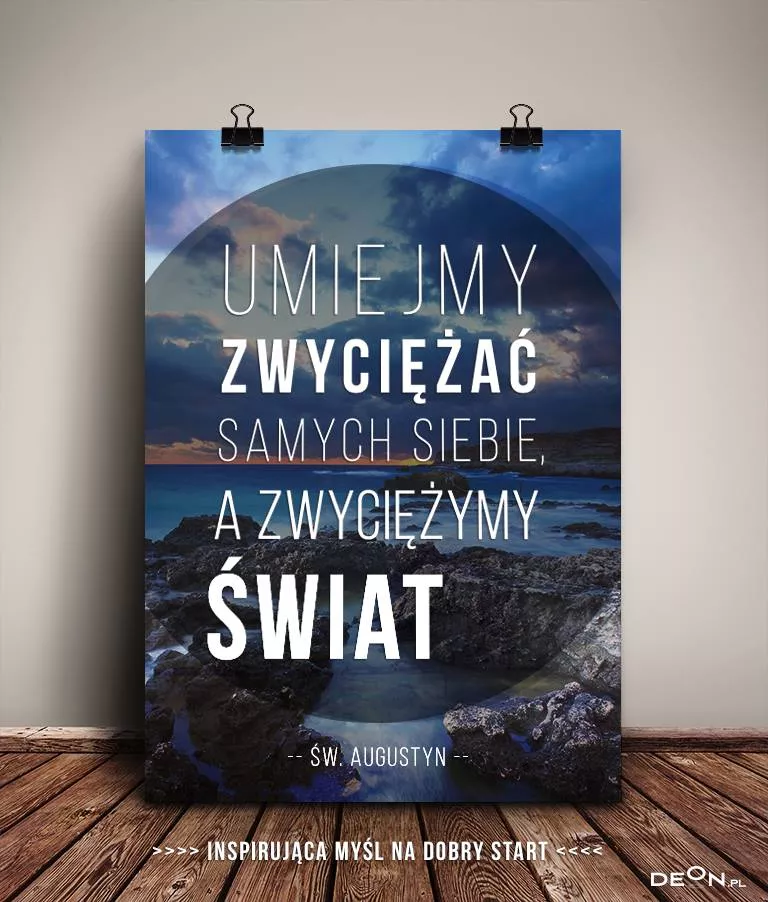 UMIEJMY
ZWYCIĘŻAĆ
SAMYCH SIEBIE,
A ZWYCIĘŻYMY
ŚWIAT
-- ŚW. AUGUSTYN --
>>>> INSPIRUJĄCA MYŚL NA DOBRY START <<<<
DEON.PL